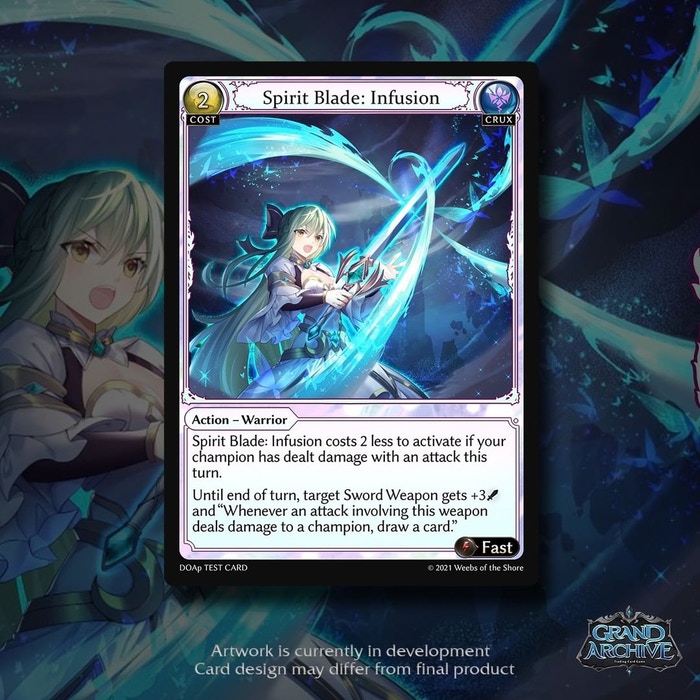 2
COST
Spirit Blade: Infusion
CRUX
Action – Warrior
Spirit Blade: Infusion costs 2 less to activate if your
champion has dealt damage with an attack this
turn.
Until end of turn, target Sword Weapon gets +3
and “Whenever an attack involving this weapon
deals damage to a champion, draw a card.”
Fast
DOAp TEST CARD
© 2021 Weebs of the Shore
GRAND
ARCHIVE
Trading Card Game
Artwork is currently in development
Card design may differ from final product